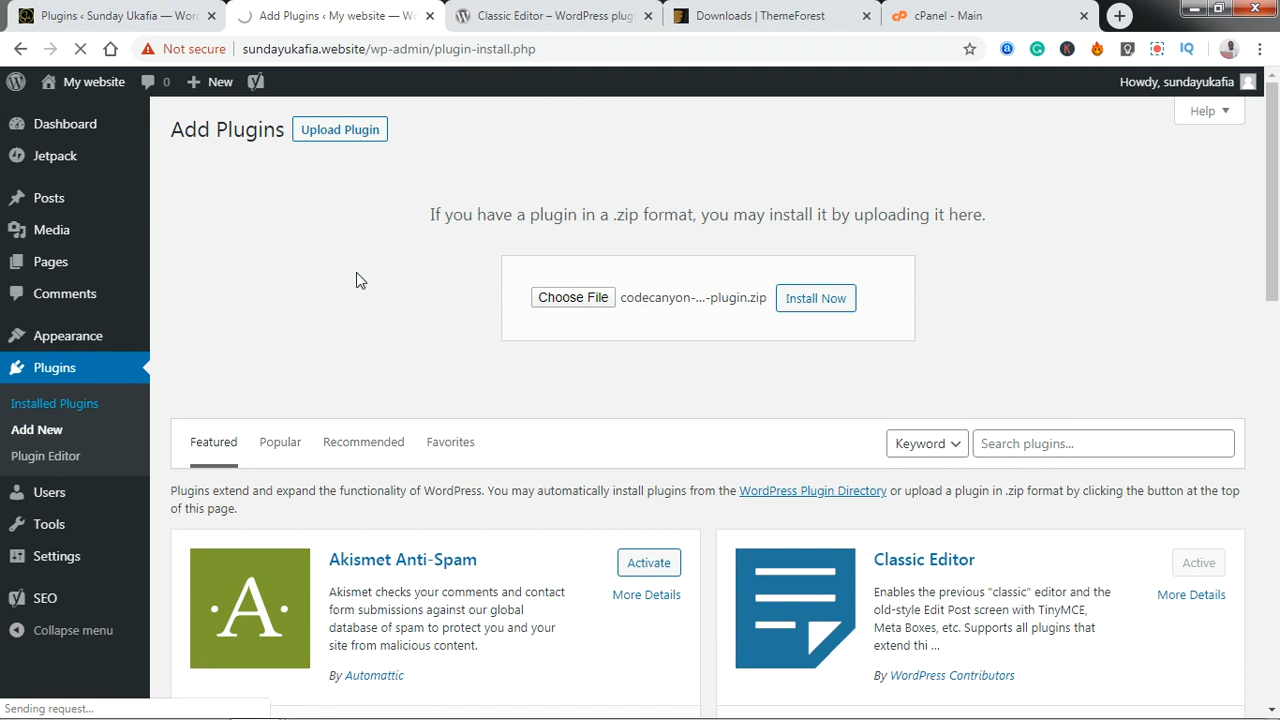 Plugins ‹ Sunday Ukafia — Wor
Add Plugins ‹ My website — Wo
Classic Editor – WordPress plugi
Downloads | ThemeForest
cPanel - Main
Not secure
sundayukafia.website/wp-admin/plugin-install.php
My website
0
New
Howdy, sundayukafia
Dashboard
Jetpack
Posts
Media
Pages
Comments
Appearance
Plugins
Installed Plugins
Add New
Plugin Editor
Users
Tools
Settings
SEO
Collapse menu
Sending request...
Help
Add Plugins
Upload Plugin
If you have a plugin in a .zip format, you may install it by uploading it here.
Choose File
codecanyon-...-plugin.zip
Install Now
Featured
Popular
Recommended
Favorites
Keyword
Search plugins...
Plugins extend and expand the functionality of WordPress. You may automatically install plugins from the WordPress Plugin Directory or upload a plugin in .zip format by clicking the button at the top
of this page.
A
Akismet Anti-Spam
Activate
More Details
Akismet checks your comments and contact
form submissions against our global
database of spam to protect you and your
site from malicious content.
By Automattic
Classic Editor
Active
More Details
Enables the previous "classic" editor and the
old-style Edit Post screen with TinyMCE,
Meta Boxes, etc. Supports all plugins that
extend thi ...
By WordPress Contributors